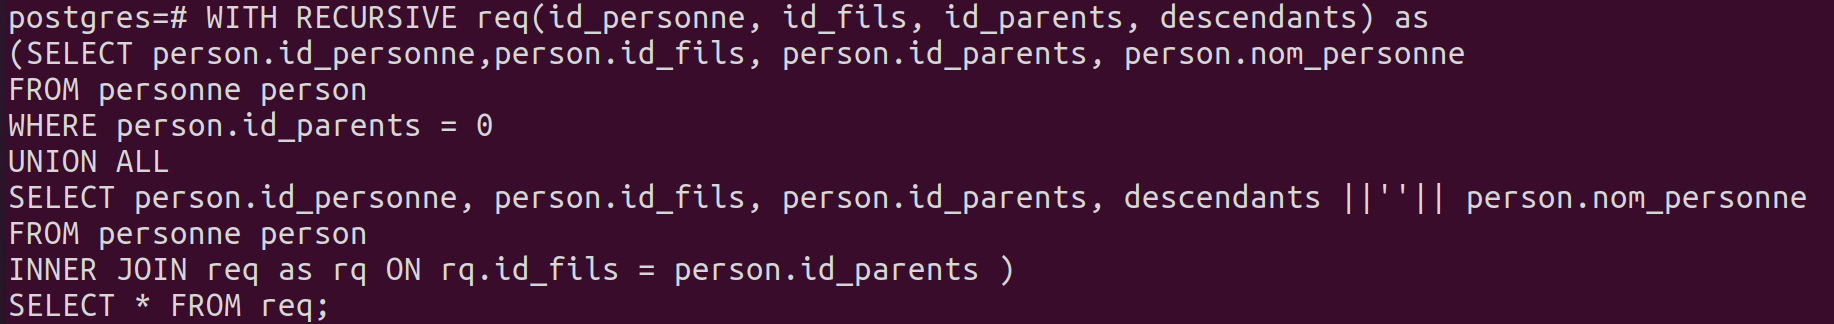 postgres=# WITH RECURSIVE req(id_personne, id_fils, id_parents, descendants) as
(SELECT person.id_personne,person.id_fils, person.id_parents, person.nom_personne
FROM personne person
WHERE person.id_parents = 0
UNION ALL
SELECT person.id_personne, person.id_fils, person.id_parents, descendants ||''|| person.nom_personne
FROM personne person
INNER JOIN req as rq ON rq.id_fils = person.id_parents )
SELECT * FROM req;